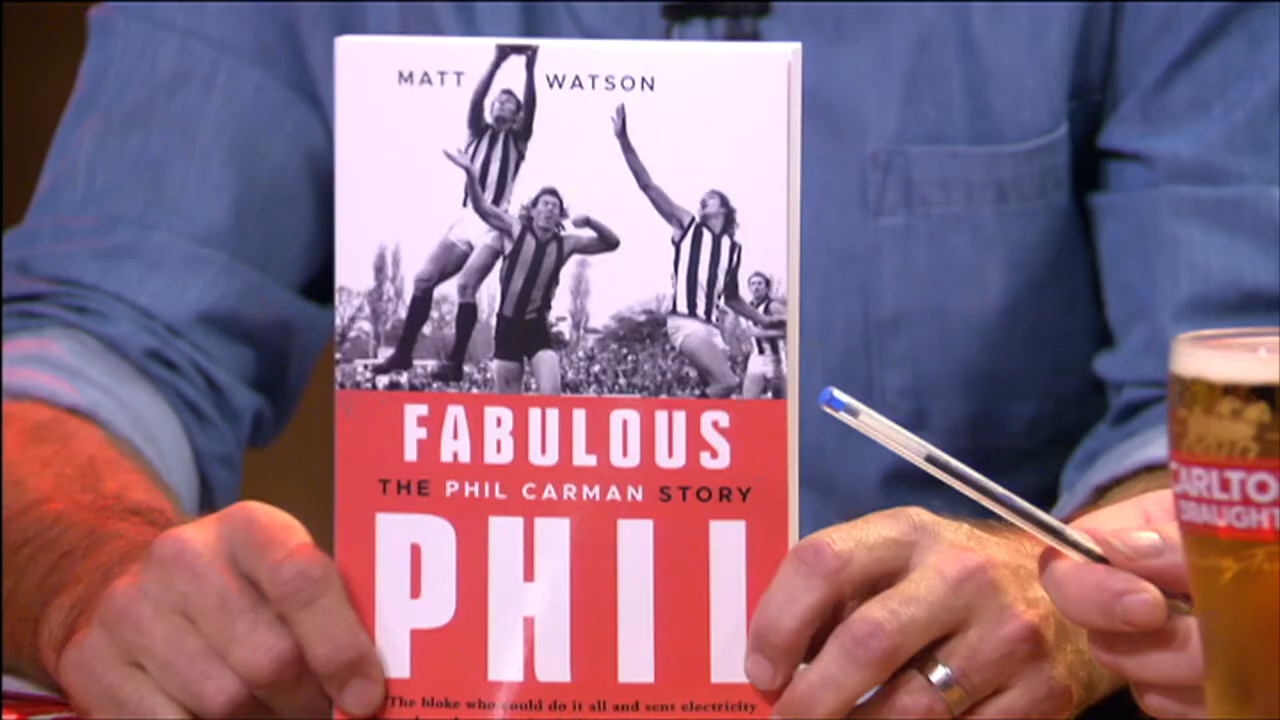 MATT WATSON
FABULOUS
THE PHIL CARMAN STORY
PHIL
The bloke who could do it all and sent electricity
CARLTO
DRAUGHT